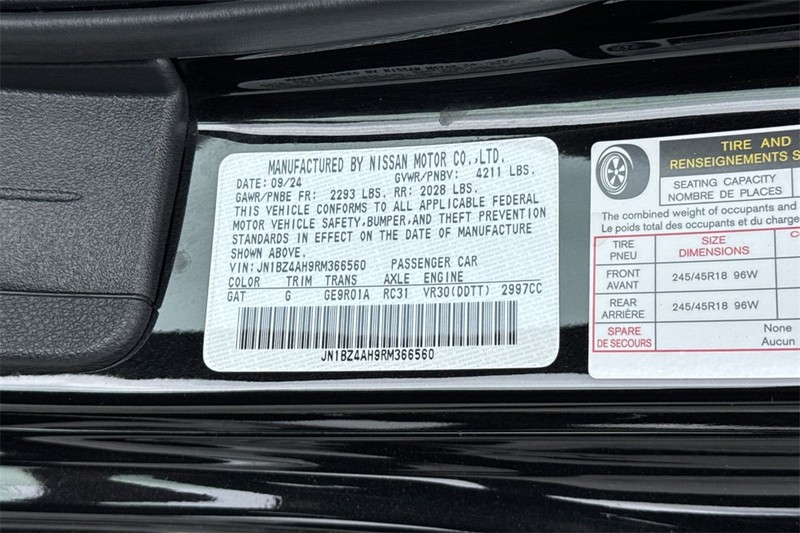 MANUFACTURED BY NISSAN MOTOR CO.,LTD.
DATE: 09/24 GVWR/PNBV: 4211 LBS.
GAWR/PNBE FR: 2293 LBS. RR: 2028 LBS.
THIS VEHICLE CONFORMS TO ALL APPLICABLE FEDERAL
MOTOR VEHICLE SAFETY, BUMPER, AND THEFT PREVENTION
STANDARDS IN EFFECT ON THE DATE OF MANUFACTURE
SHOWN ABOVE.
VIN: JN1BZ4AH9RM366560 PASSENGER CAR
COLOR TRIM TRANS AXLE ENGINE
GAT G GE9R01A RC31 VR30(DDTT) 2997CC
JN1BZ4AH9RM366560
TIRE AND
RENSEIGNEMENTS S
SEATING CAPACITY
NOMBRE DE PLACES
The combined weight of occupants and
Le poids total des occupants et du charge
TIRE SIZE
PNEU DIMENSIONS
FRONT
AVANT 245/45R18 96W
REAR
ARRIÈRE 245/45R18 96W
SPARE None
DE SECOURS Aucun